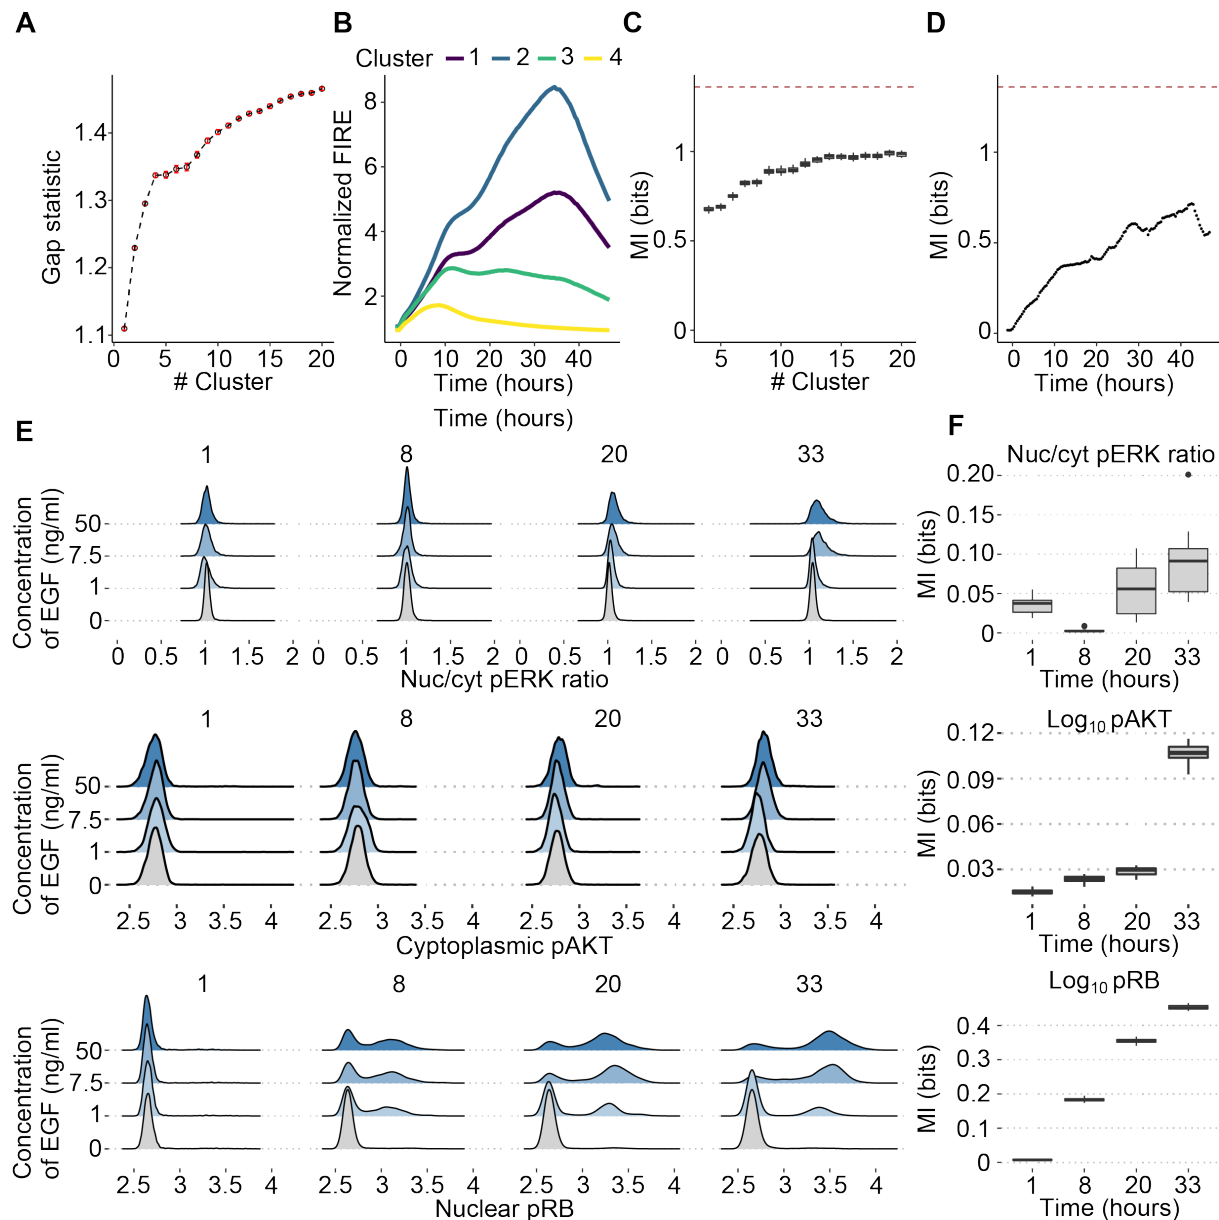 A
B
C
D
Cluster 1 2 3 4
Gap statistic
1.4
1.3
1.2
1.1
0 5 10 15 20
# Cluster
Normalized FIRE
8
6
4
2
0 10 20 30 40
Time (hours)
MI (bits)
1
0.5
0
5 10 15 20
# Cluster
MI (bits)
1
0.5
0
0 10 20 30 40
Time (hours)
Time (hours)
E
1 8 20 33
Concentration
of EGF (ng/ml)
50
7.5
1
0
0 0.5 1 1.5 2 0 0.5 1 1.5 2 0 0.5 1 1.5 2 0 0.5 1 1.5 2
Nuc/cyt pERK ratio
1 8 20 33
Concentration
of EGF (ng/ml)
50
7.5
1
0
2.5 3 3.5 4 2.5 3 3.5 4 2.5 3 3.5 4 2.5 3 3.5 4
Cyptoplasmic pAKT
1 8 20 33
Concentration
of EGF (ng/ml)
50
7.5
1
0
2.5 3 3.5 4 2.5 3 3.5 4 2.5 3 3.5 4 2.5 3 3.5 4
Nuclear pRB
F
Nuc/cyt pERK ratio
MI (bits)
0.20
0.15
0.10
0.05
0
1 8 20 33
Time (hours)
Log10 pAKT
MI (bits)
0.12
0.09
0.06
0.03
1 8 20 33
Time (hours)
Log10 pRB
MI (bits)
0.4
0.3
0.2
0.1
0
1 8 20 33
Time (hours)